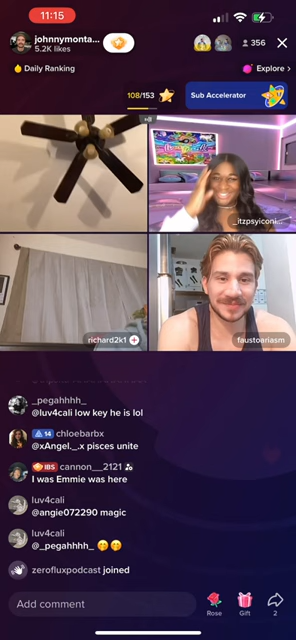 11:15
johnnymonta...
5.2K likes
356
Daily Ranking
Explore >
108/153
Sub Accelerator
_itzpsyiconi...
richard2k1
faustoariasm
_pegahhhh_
@luv4cali low key he is lol
14 chloebarbx
@xAngel._.x pisces unite
IBS cannon__2121
I was Emmie was here
luv4cali
@angie072290 magic
luv4cali
@_pegahhhh_ 🤭🤭
zerofluxpodcast joined
Add comment
Rose
Gift
2